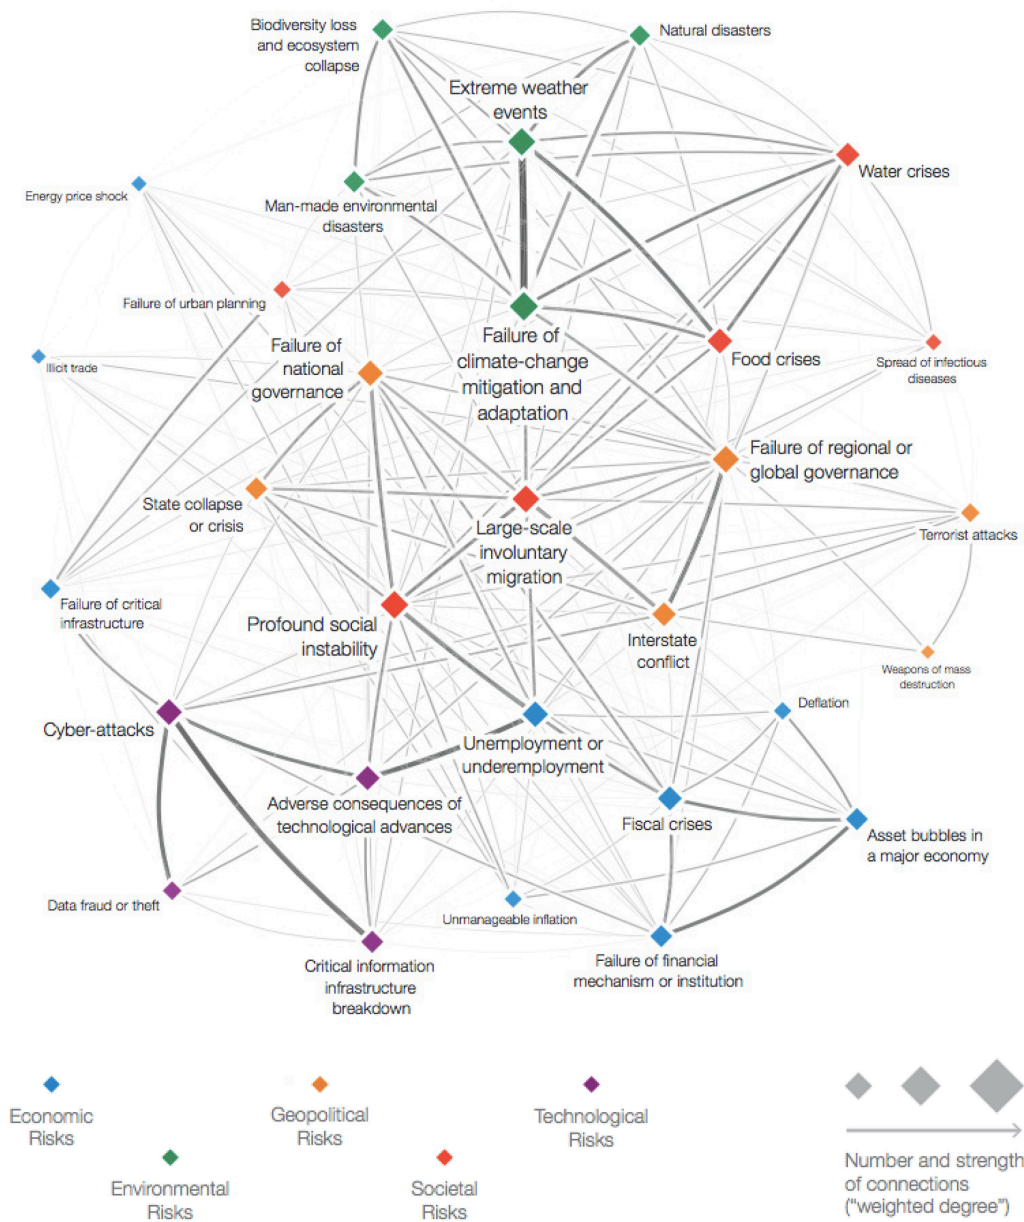 Biodiversity loss
and ecosystem
collapse
Natural disasters
Extreme weather
events
Water crises
Energy price shock
Man-made environmental
disasters
Failure of urban planning
Failure of
climate-change
mitigation and
adaptation
Food crises
Spread of infectious
diseases
Illicit trade
Failure of
national
governance
Failure of regional or
global governance
State collapse
or crisis
Large-scale
involuntary
migration
Terrorist attacks
Failure of critical
infrastructure
Profound social
instability
Interstate
conflict
Weapons of mass
destruction
Cyber-attacks
Deflation
Unemployment or
underemployment
Adverse consequences of
technological advances
Fiscal crises
Asset bubbles in
a major economy
Data fraud or theft
Unmanageable inflation
Critical information
infrastructure
breakdown
Failure of financial
mechanism or institution
Economic
Risks
Geopolitical
Risks
Technological
Risks
Environmental
Risks
Societal
Risks
Number and strength
of connections
("weighted degree")